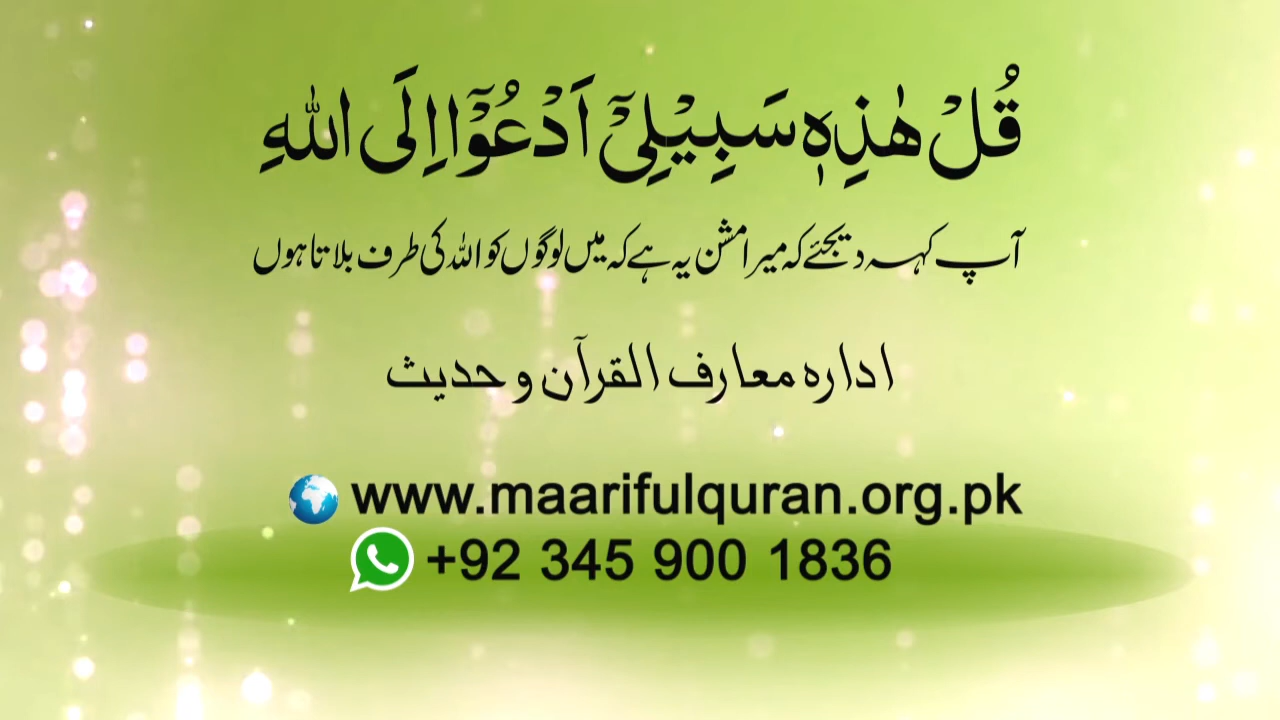 قُلْ هٰذِهٖ سَبِيْلِيْٓ اَدْعُوْٓا اِلَى اللّٰهِ
آپ کہہ دیجئے کہ میرا مشن یہ ہے کہ میں لوگوں کو اللہ کی طرف بلاتا ہوں
ادارہ معارف القرآن و حدیث
www.maarifulquran.org.pk
+92 345 900 1836